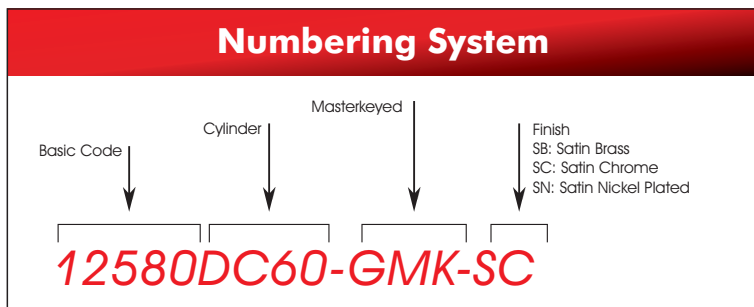 Numbering System
Basic Code
Cylinder
Masterkeyed
Finish
SB: Satin Brass
SC: Satin Chrome
SN: Satin Nickel Plated
12580DC60-GMK-SC